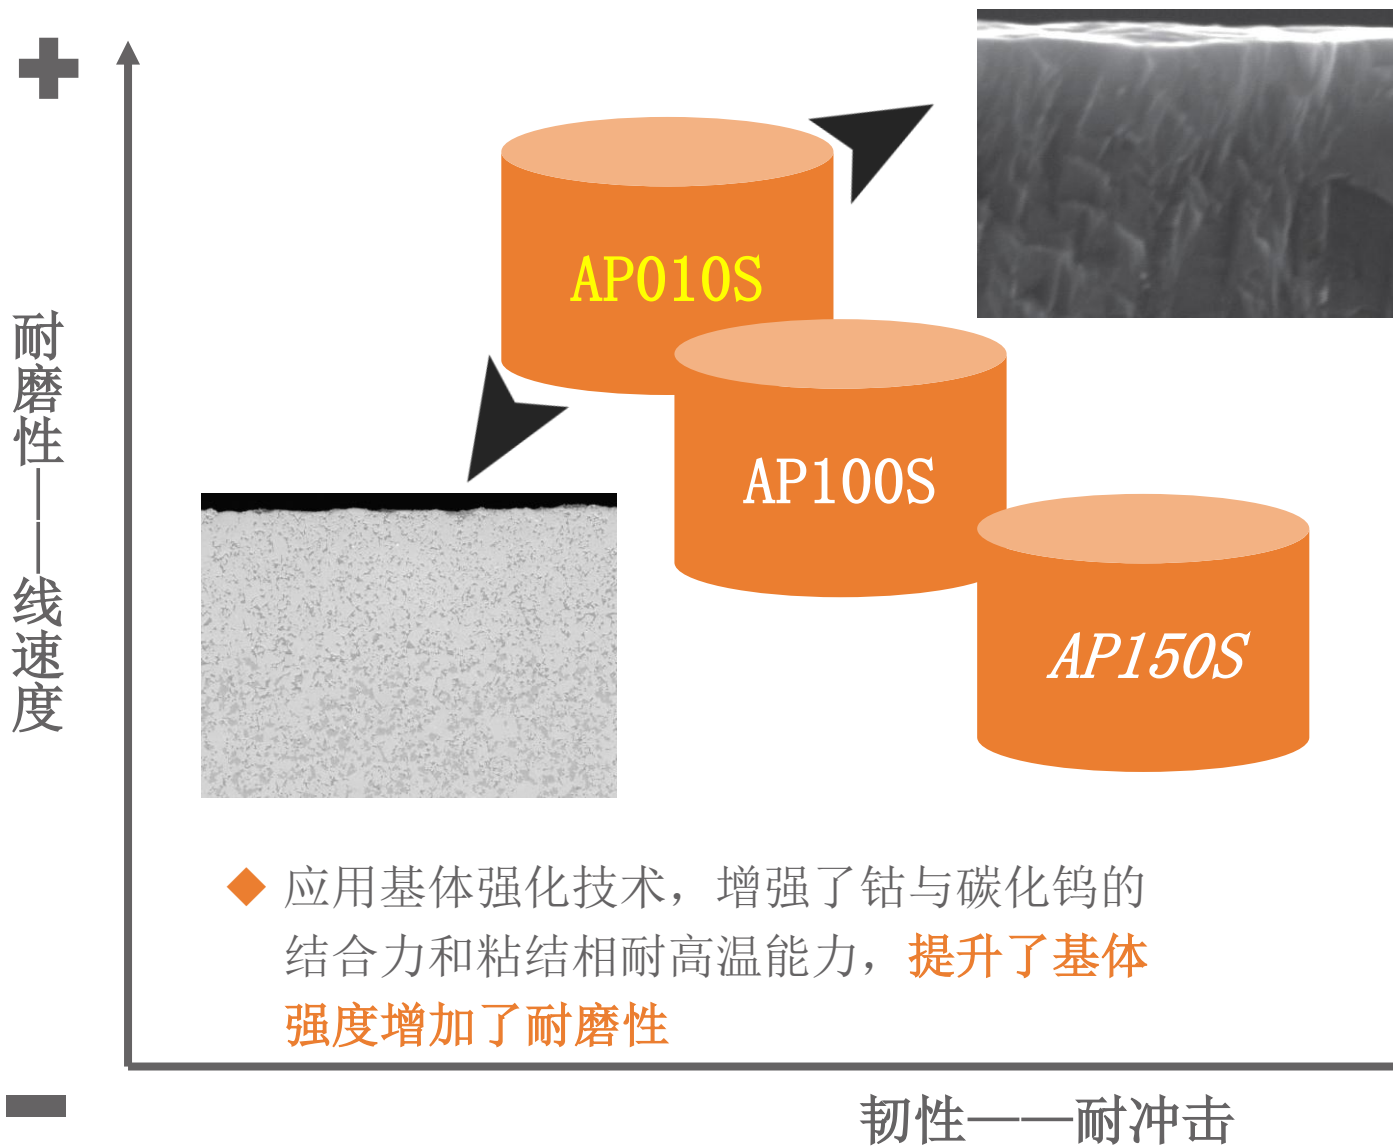 耐磨性——线速度
AP010S
AP100S
AP150S
应用基体强化技术，增强了钴与碳化钨的
结合力和粘结相耐高温能力，提升了基体
强度增加了耐磨性
韧性——耐冲击